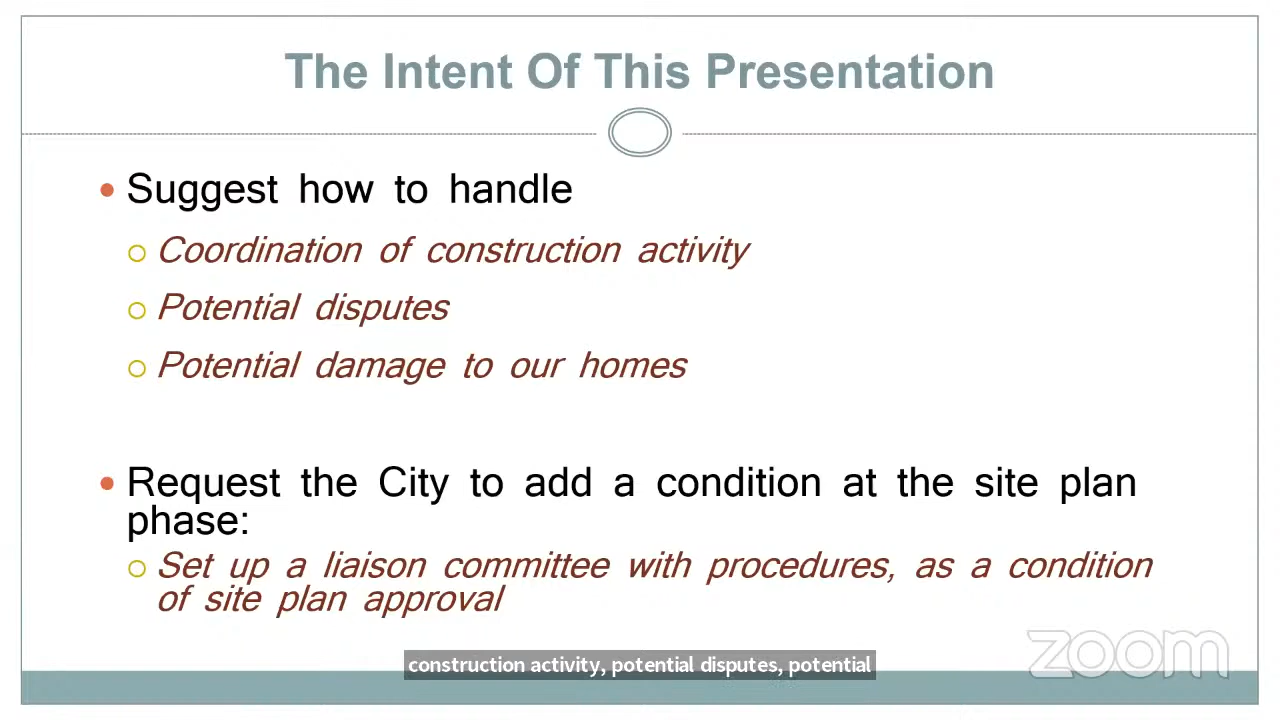 The Intent Of This Presentation
Suggest how to handle
Coordination of construction activity
Potential disputes
Potential damage to our homes
Request the City to add a condition at the site plan
phase:
Set up a liaison committee with procedures, as a condition
of site plan approval
zoom
construction activity, potential disputes, potential